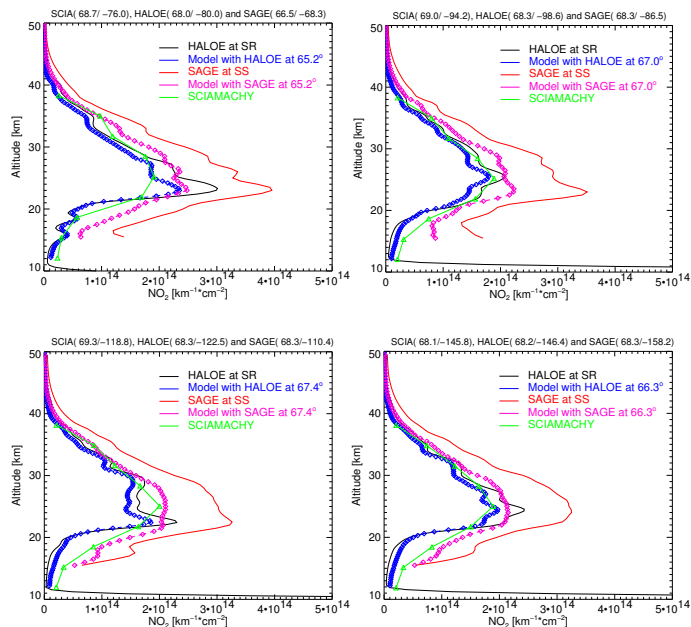 SCIA( 68.7/ -76.0), HALOE( 68.0/ -80.0) and SAGE( 66.5/ -68.3)
50
40
30
20
10
Altitude [km]
HALOE at SR
Model with HALOE at 65.2°
SAGE at SS
Model with SAGE at 65.2°
SCIAMACHY
0 1•10¹⁴ 2•10¹⁴ 3•10¹⁴ 4•10¹⁴ 5•10¹⁴
NO₂ [km⁻¹*cm⁻²]
SCIA( 69.0/ -94.2), HALOE( 68.3/ -98.6) and SAGE( 68.3/ -86.5)
50
40
30
20
10
Altitude [km]
HALOE at SR
Model with HALOE at 67.0°
SAGE at SS
Model with SAGE at 67.0°
SCIAMACHY
0 1•10¹⁴ 2•10¹⁴ 3•10¹⁴ 4•10¹⁴ 5•10¹⁴
NO₂ [km⁻¹*cm⁻²]
SCIA( 69.3/-118.8), HALOE( 68.3/-122.5) and SAGE( 68.3/-110.4)
50
40
30
20
10
Altitude [km]
HALOE at SR
Model with HALOE at 67.4°
SAGE at SS
Model with SAGE at 67.4°
SCIAMACHY
0 1•10¹⁴ 2•10¹⁴ 3•10¹⁴ 4•10¹⁴ 5•10¹⁴
NO₂ [km⁻¹*cm⁻²]
SCIA( 68.1/-145.8), HALOE( 68.2/-146.4) and SAGE( 68.3/-158.2)
50
40
30
20
10
Altitude [km]
HALOE at SR
Model with HALOE at 66.3°
SAGE at SS
Model with SAGE at 66.3°
SCIAMACHY
0 1•10¹⁴ 2•10¹⁴ 3•10¹⁴ 4•10¹⁴ 5•10¹⁴
NO₂ [km⁻¹*cm⁻²]